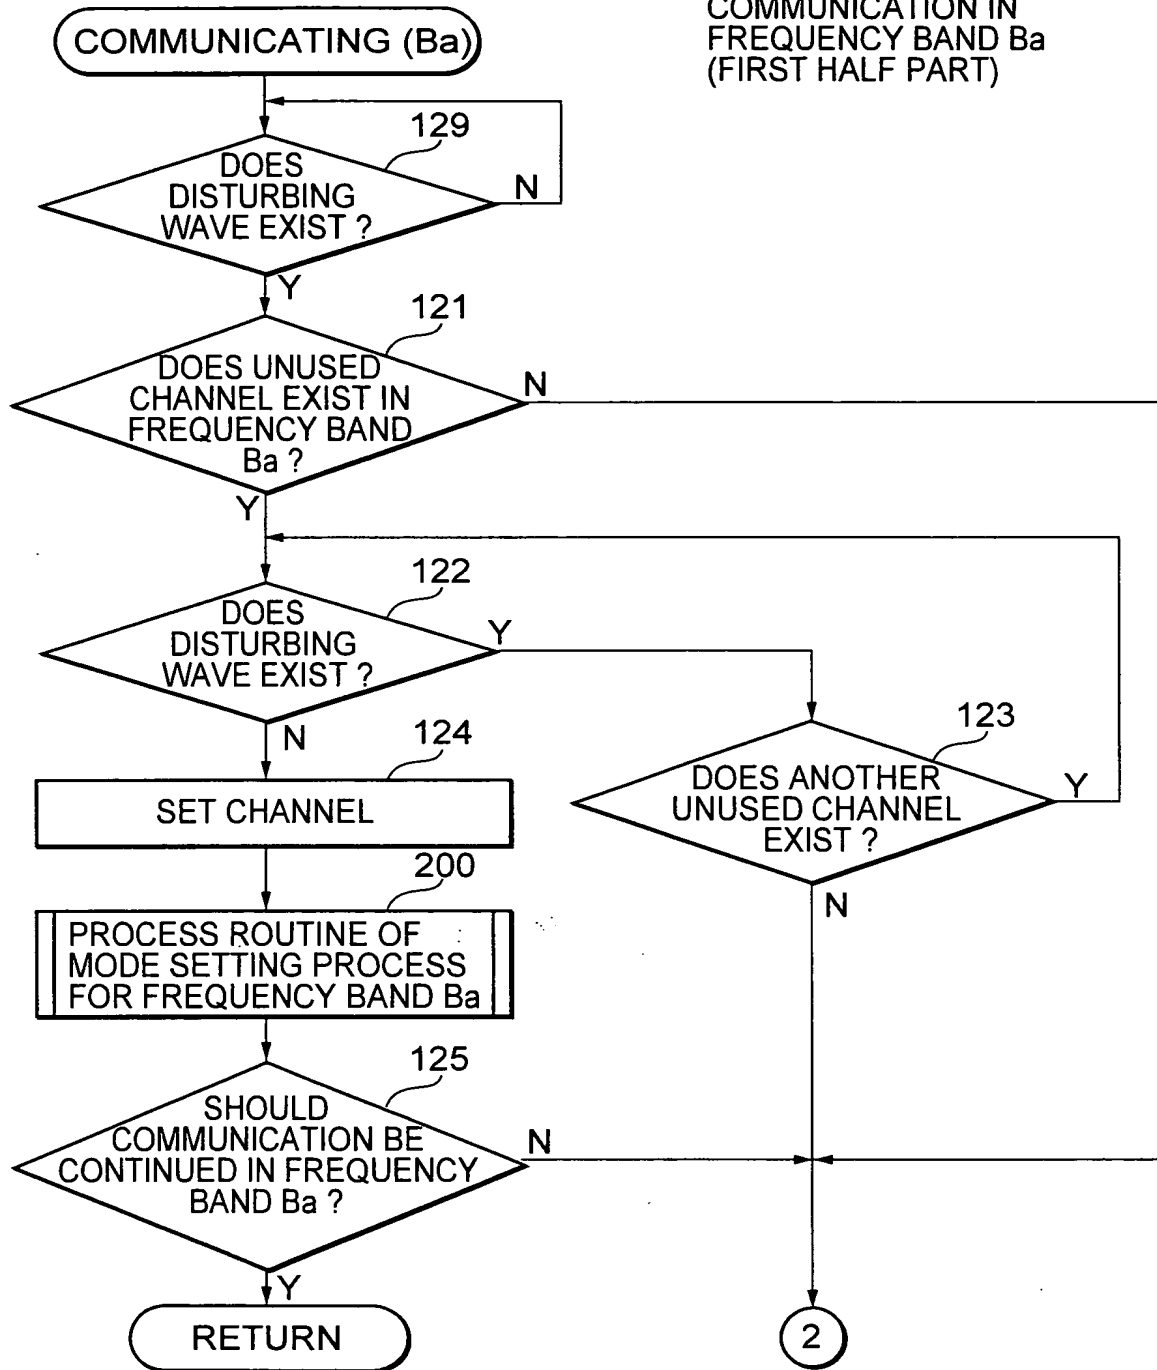 COMMUNICATION IN
FREQUENCY BAND Ba
(FIRST HALF PART)
COMMUNICATING (Ba)
129
DOES
DISTURBING
WAVE EXIST ?
N
Y
121
DOES UNUSED
CHANNEL EXIST IN
FREQUENCY BAND
Ba ?
N
Y
122
DOES
DISTURBING
WAVE EXIST ?
Y
N
123
DOES ANOTHER
UNUSED CHANNEL
EXIST ?
Y
N
124
SET CHANNEL
200
PROCESS ROUTINE OF
MODE SETTING PROCESS
FOR FREQUENCY BAND Ba
125
SHOULD
COMMUNICATION BE
CONTINUED IN FREQUENCY
BAND Ba ?
N
Y
RETURN
2